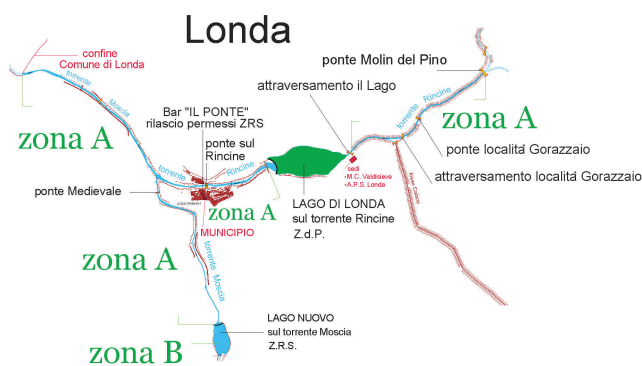 Londa
confine
Comune di Londa
torrente Moscia
zona A
Bar "IL PONTE"
rilascio permessi ZRS
ponte sul
Rincine
torrente Rincine
attraversamento il Lago
ponte Molin del Pino
torrente Rincine
zona A
ponte località Gorazzaio
attraversamento località Gorazzaio
sedi
-M.C. Valdisieve
-A.P.S. Londa
ponte Medievale
zona A
MUNICIPIO
LAGO DI LONDA
sul torrente Rincine
Z.d.P.
zona A
torrente Moscia
zona B
LAGO NUOVO
sul torrente Moscia
Z.R.S.